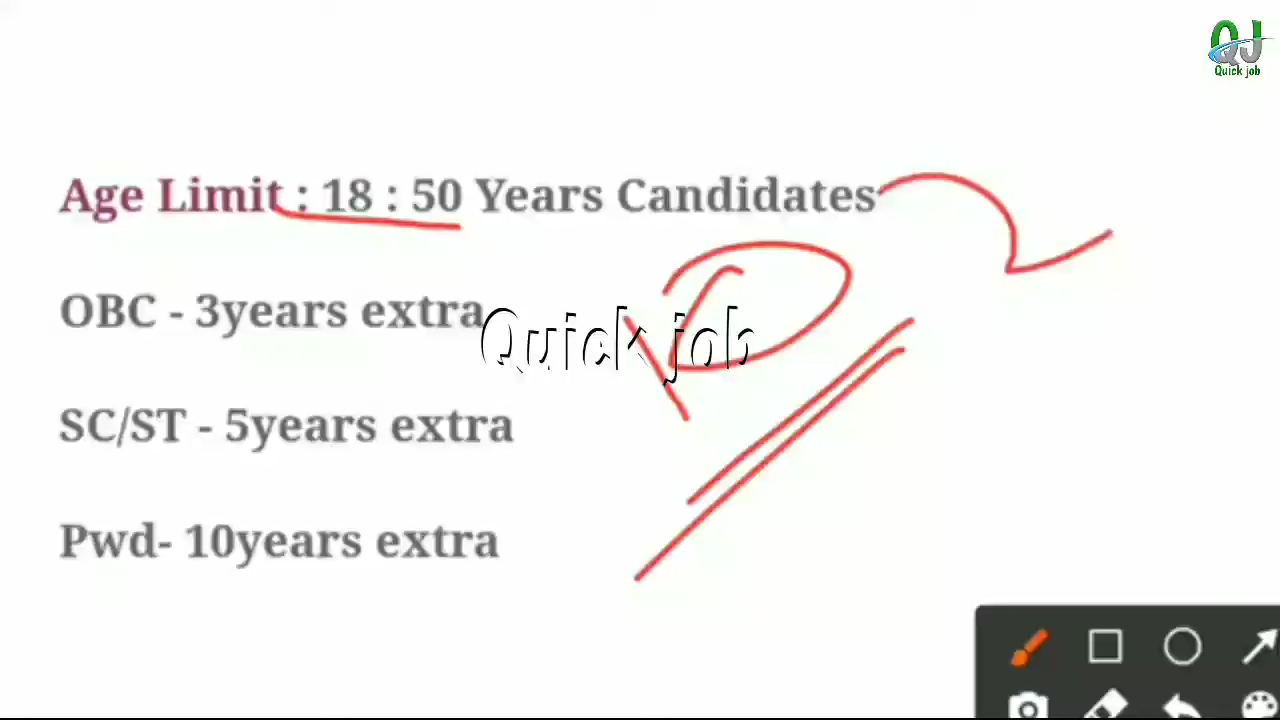 QJ
Quick job
Age Limit : 18 : 50 Years Candidates
OBC - 3years extra
Quick job
SC/ST - 5years extra
Pwd- 10years extra